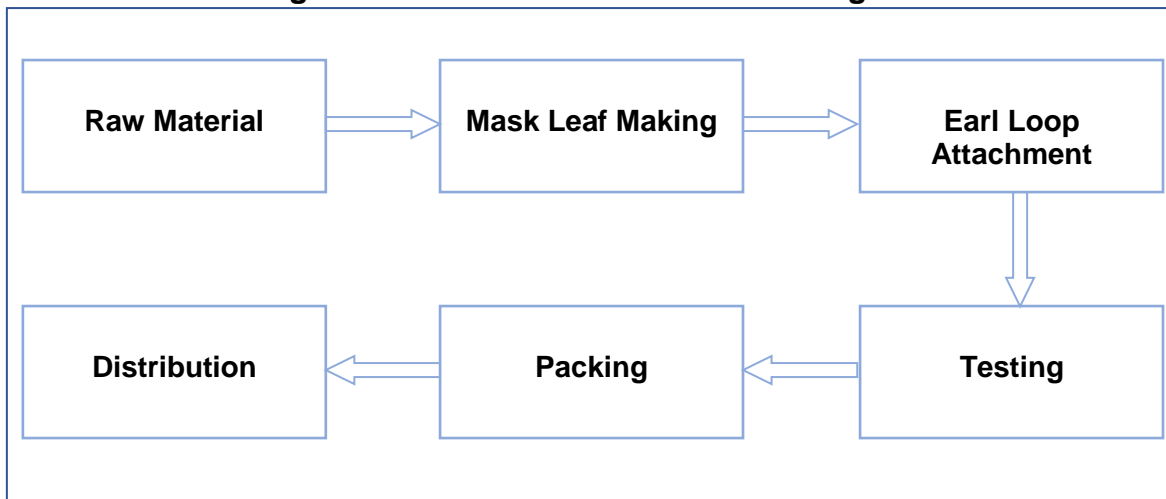 Raw Material
Mask Leaf Making
Earl Loop
Attachment
Testing
Packing
Distribution